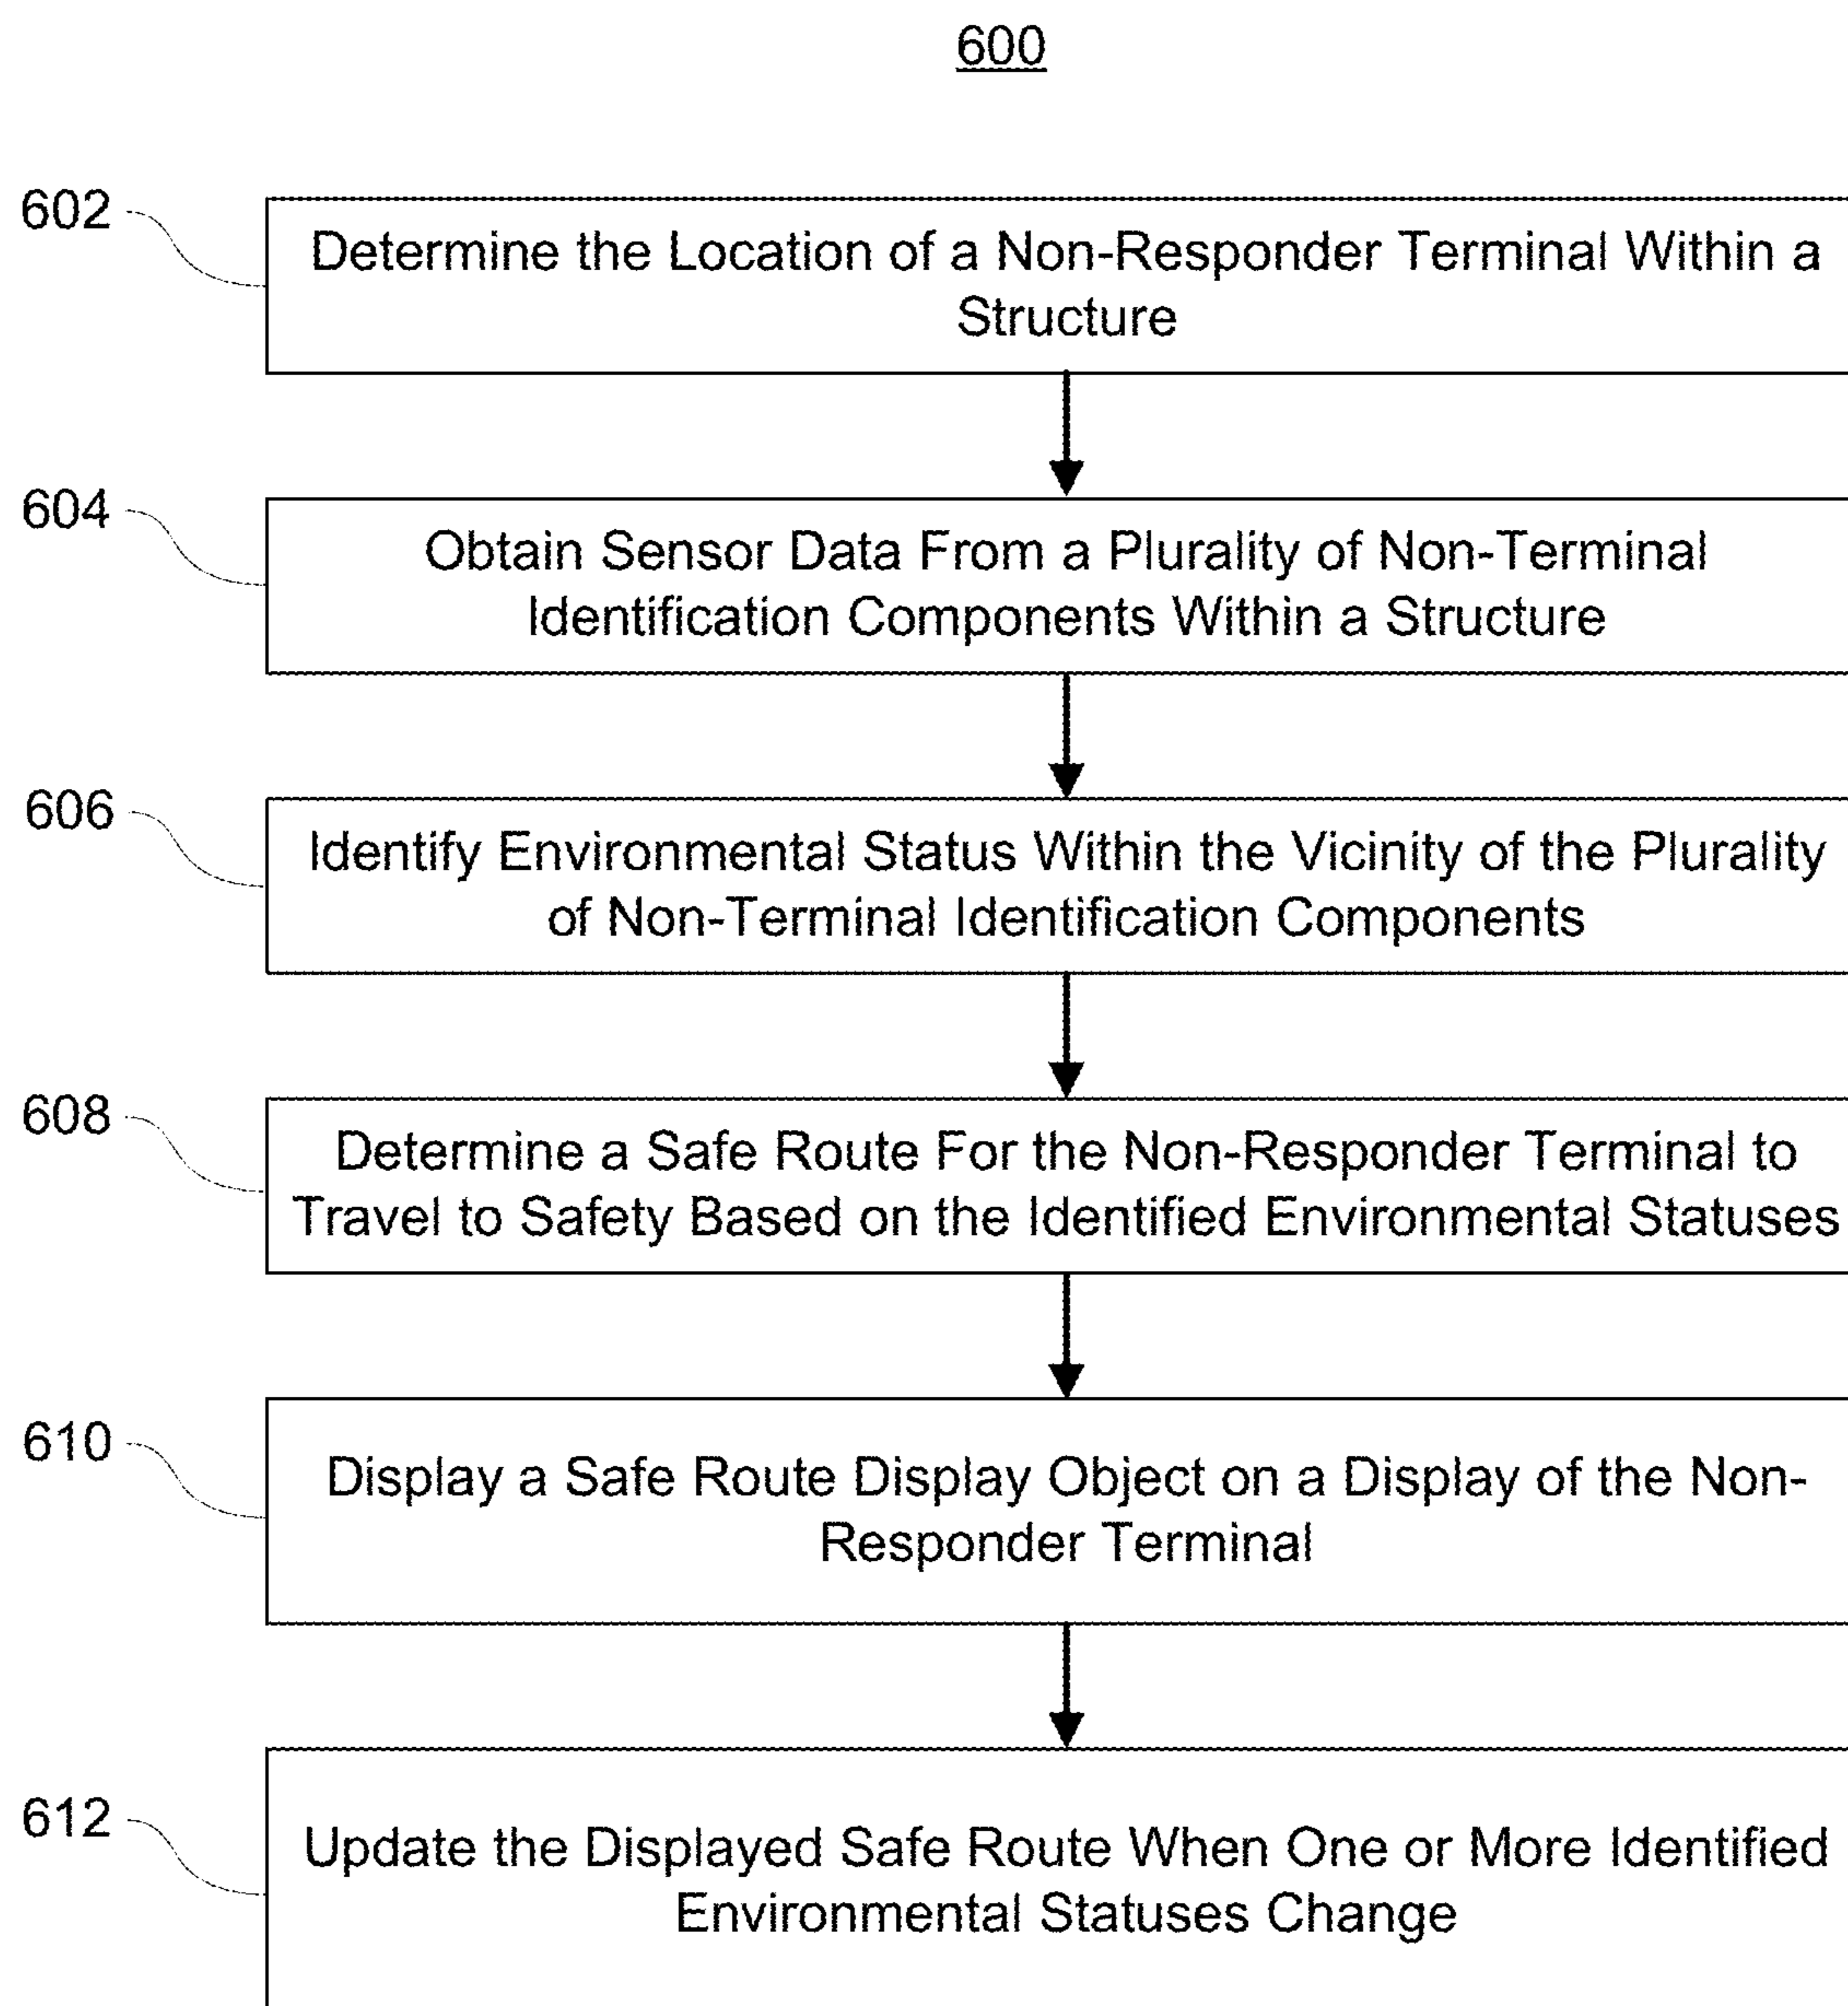 600
602
Determine the Location of a Non-Responder Terminal Within a
Structure
604
Obtain Sensor Data From a Plurality of Non-Terminal
Identification Components Within a Structure
606
Identify Environmental Status Within the Vicinity of the Plurality
of Non-Terminal Identification Components
608
Determine a Safe Route For the Non-Responder Terminal to
Travel to Safety Based on the Identified Environmental Statuses
610
Display a Safe Route Display Object on a Display of the Non-
Responder Terminal
612
Update the Displayed Safe Route When One or More Identified
Environmental Statuses Change